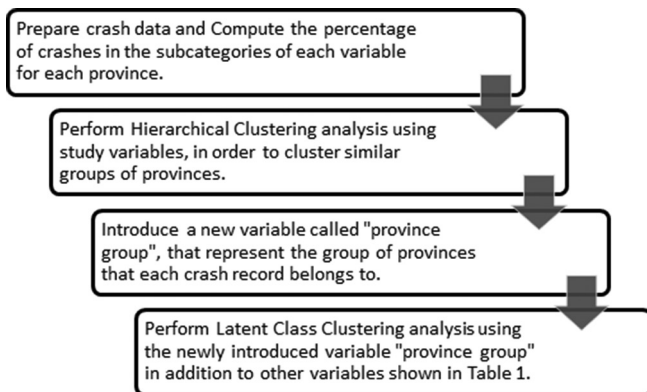 Prepare crash data and Compute the percentage
of crashes in the subcategories of each variable
for each province.
Perform Hierarchical Clustering analysis using
study variables, in order to cluster similar
groups of provinces.
Introduce a new variable called "province
group", that represent the group of provinces
that each crash record belongs to.
Perform Latent Class Clustering analysis using
the newly introduced variable "province group"
in addition to other variables shown in Table 1.